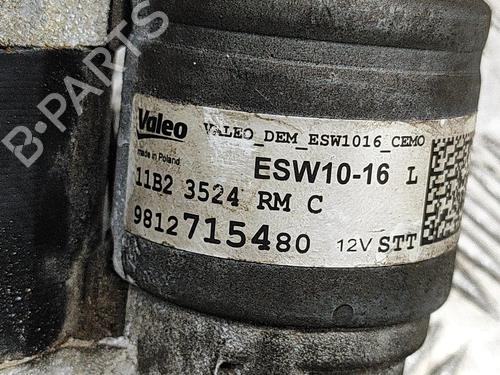 B-PARTS
Valeo VALEO_DEM_ESW1016_CEMO
made in Poland
ESW10-16 L
11B2 3524 RM C
9812715480 12V STT